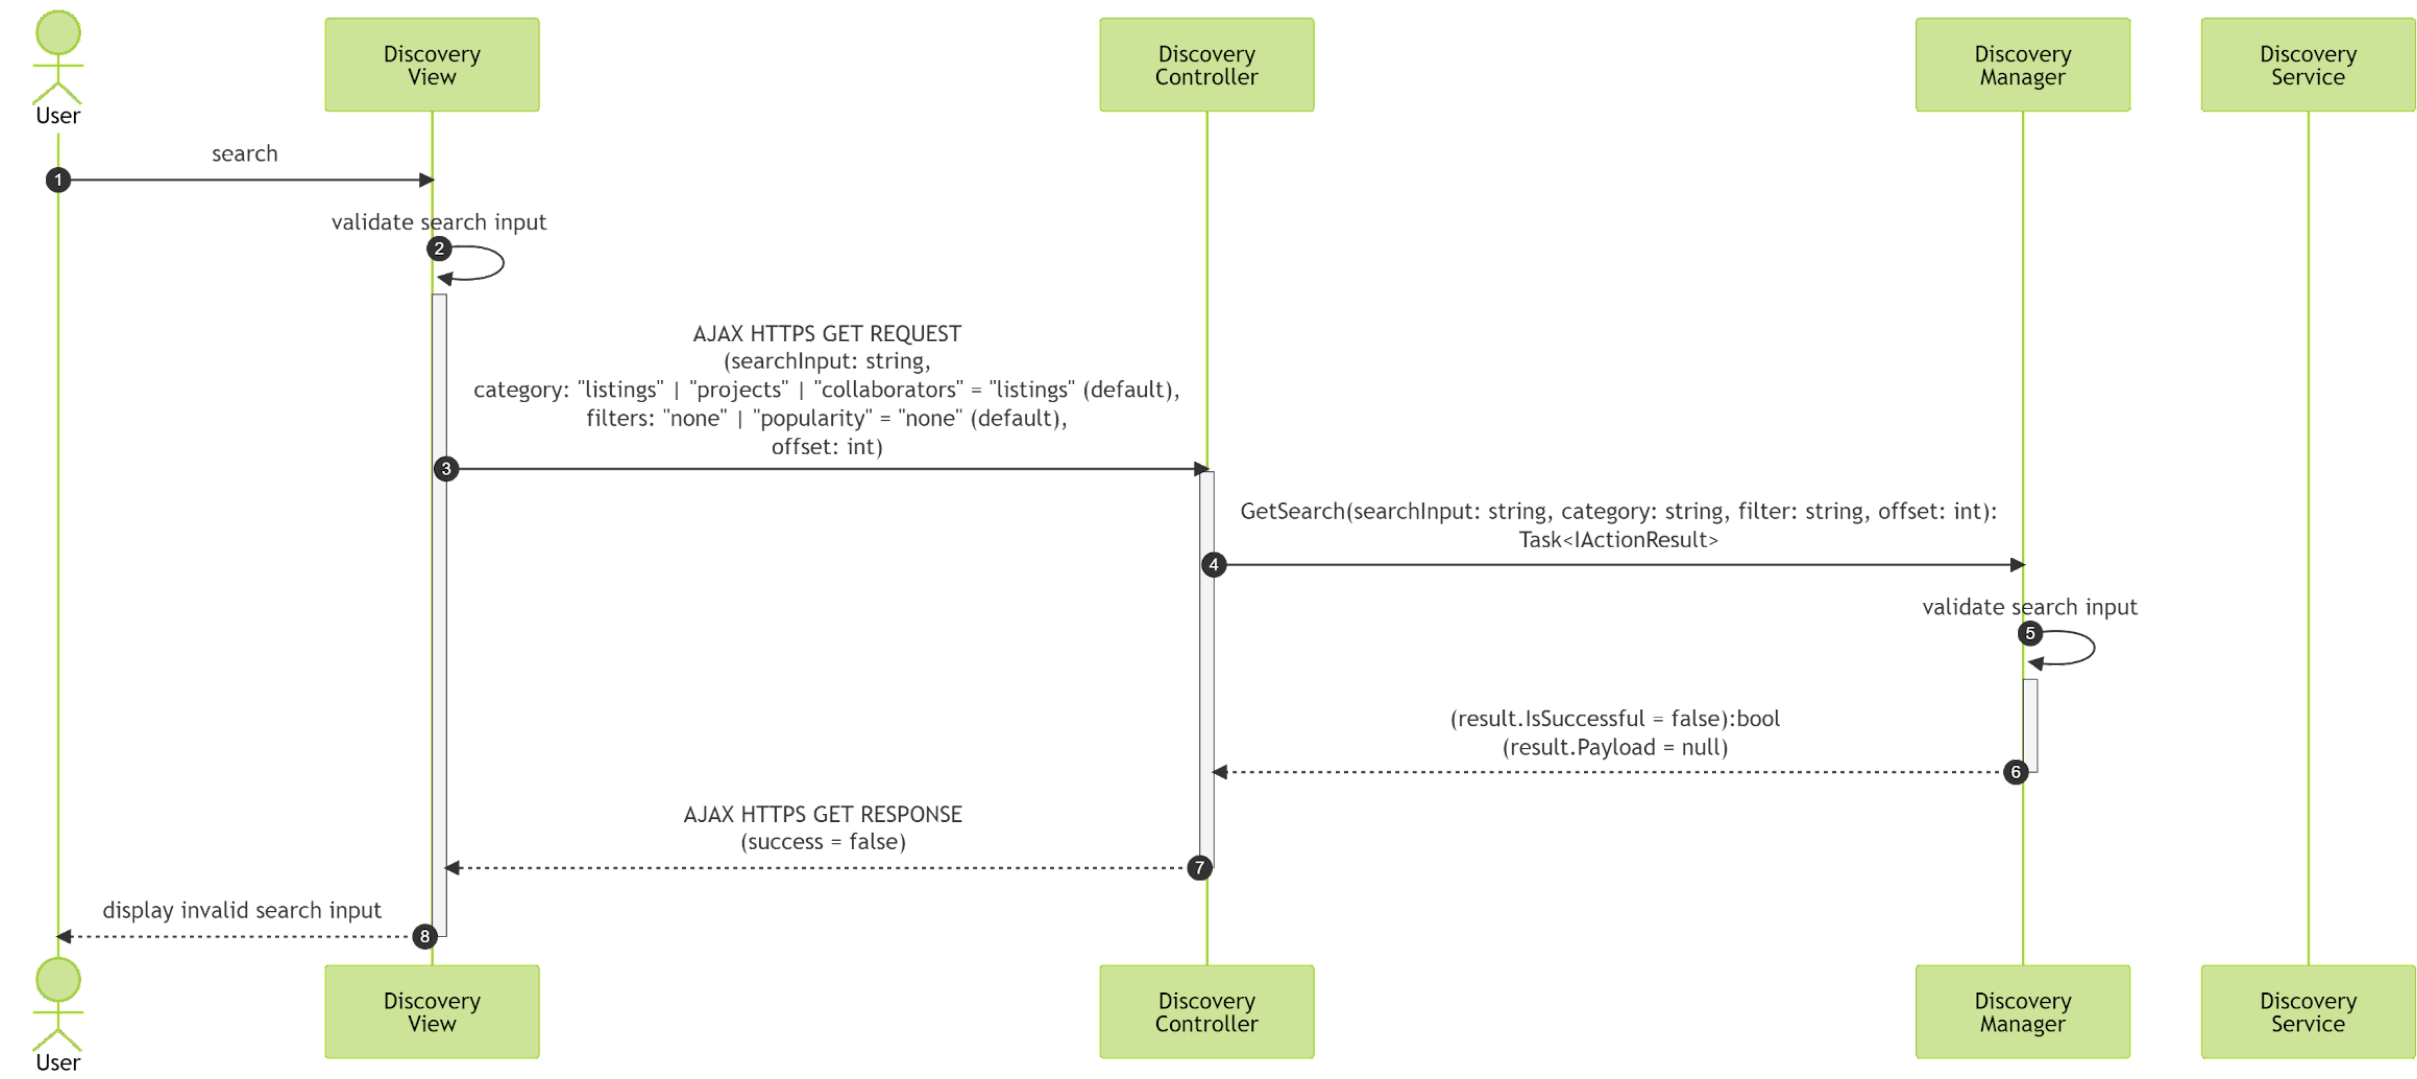 User
Discovery
View
Discovery
Controller
Discovery
Manager
Discovery
Service
search
1
validate search input
2
AJAX HTTPS GET REQUEST
(searchInput: string,
category: "listings" | "projects" | "collaborators" = "listings" (default),
filters: "none" | "popularity" = "none" (default),
offset: int)
3
GetSearch(searchInput: string, category: string, filter: string, offset: int):
Task<IActionResult>
4
validate search input
5
(result.IsSuccessful = false):bool
(result.Payload = null)
6
AJAX HTTPS GET RESPONSE
(success = false)
7
display invalid search input
8
User
Discovery
View
Discovery
Controller
Discovery
Manager
Discovery
Service